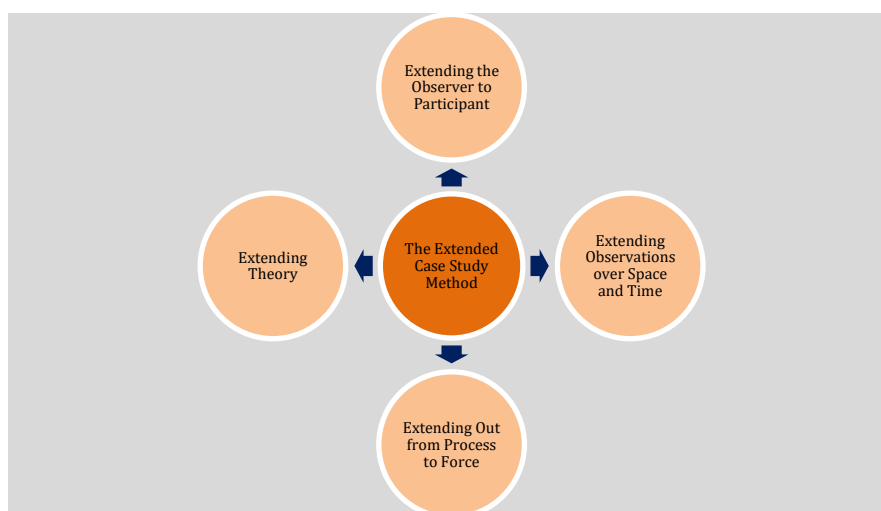 Extending the
Observer to
Participant
Extending
Theory
The Extended
Case Study
Method
Extending
Observations
over Space
and Time
Extending Out
from Process
to Force